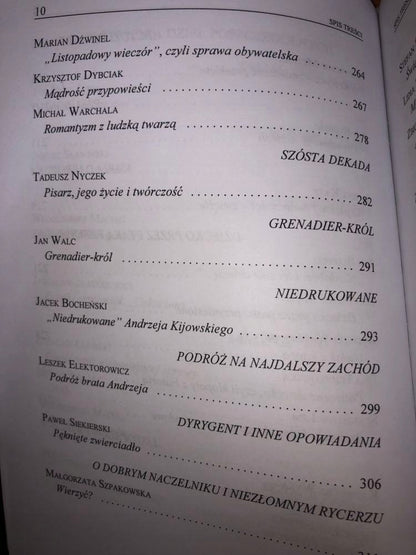 10
SPIS TREŚCI
MARIAN DŹWINEL
„Listopadowy wieczór”, czyli sprawa obywatelska ........ 264
KRZYSZTOF DYBCIAK
Mądrość przypowieści ........ 267
MICHAŁ WARCHALA
Romantyzm z ludzką twarzą ........ 278
SZÓSTA DEKADA
TADEUSZ NYCZEK
Pisarz, jego życie i twórczość ........ 282
GRENADIER-KRÓL
JAN WALC
Grenadier-król ........ 291
NIEDRUKOWANE
JACEK BOCHEŃSKI
„Niedrukowane” Andrzeja Kijowskiego ........ 293
PODRÓŻ NA NAJDALSZY ZACHÓD
LESZEK ELEKTOROWICZ
Podróż brata Andrzeja ........ 299
DYRYGENT I INNE OPOWIADANIA
PAWEŁ SIEKIERSKI
Pęknięte zwierciadło ........ 306
O DOBRYM NACZELNIKU I NIEZŁOMNYM RYCERZU
MAŁGORZATA SZPAKOWSKA
Wierzyć? ........